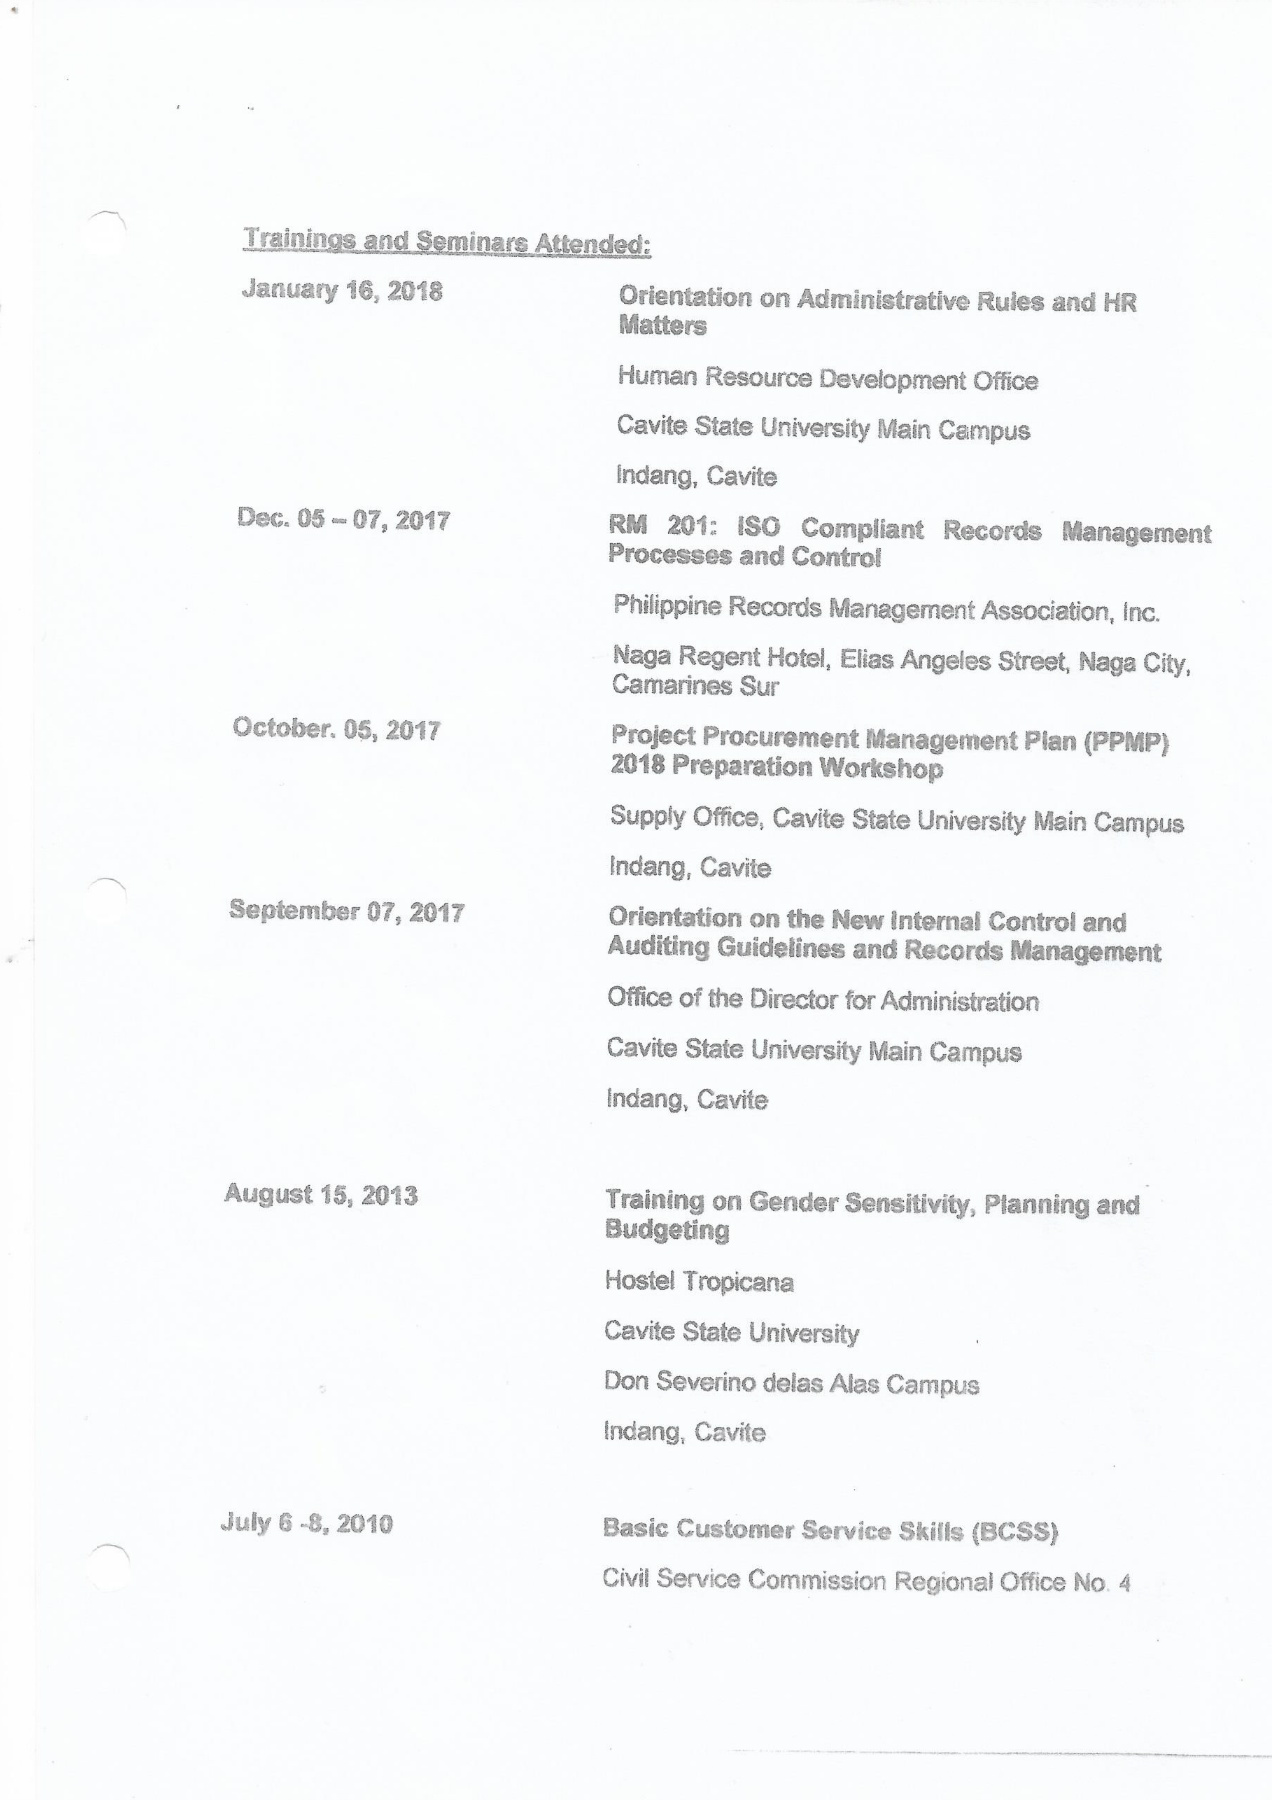 Trainings and Seminars Attended:
January 16, 2018
Orientation on Administrative Rules and HR
Matters
Human Resource Development Office
Cavite State University Main Campus
Indang, Cavite
Dec. 05 – 07, 2017
RM 201: ISO Compliant Records Management
Processes and Control
Philippine Records Management Association, Inc.
Naga Regent Hotel, Elias Angeles Street, Naga City,
Camarines Sur
October. 05, 2017
Project Procurement Management Plan (PPMP)
2018 Preparation Workshop
Supply Office, Cavite State University Main Campus
Indang, Cavite
September 07, 2017
Orientation on the New Internal Control and
Auditing Guidelines and Records Management
Office of the Director for Administration
Cavite State University Main Campus
Indang, Cavite
August 15, 2013
Training on Gender Sensitivity, Planning and
Budgeting
Hostel Tropicana
Cavite State University
Don Severino delas Alas Campus
Indang, Cavite
July 6 -8, 2010
Basic Customer Service Skills (BCSS)
Civil Service Commission Regional Office No. 4